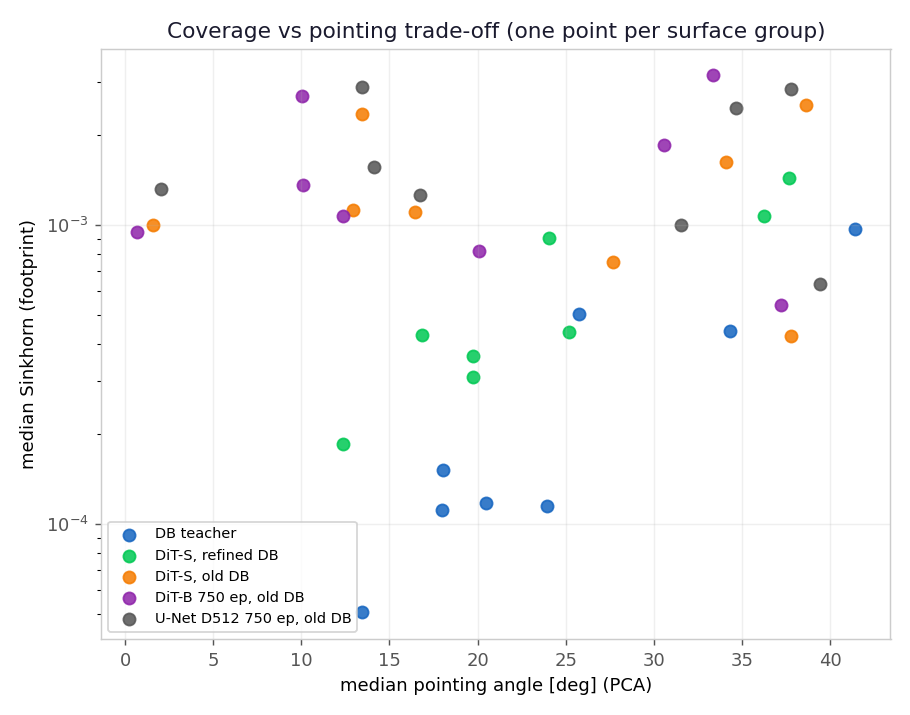 Coverage vs pointing trade-off (one point per surface group)
median Sinkhorn (footprint)
10⁻³
10⁻⁴
DB teacher
DiT-S, refined DB
DiT-S, old DB
DiT-B 750 ep, old DB
U-Net D512 750 ep, old DB
0 5 10 15 20 25 30 35 40
median pointing angle [deg] (PCA)